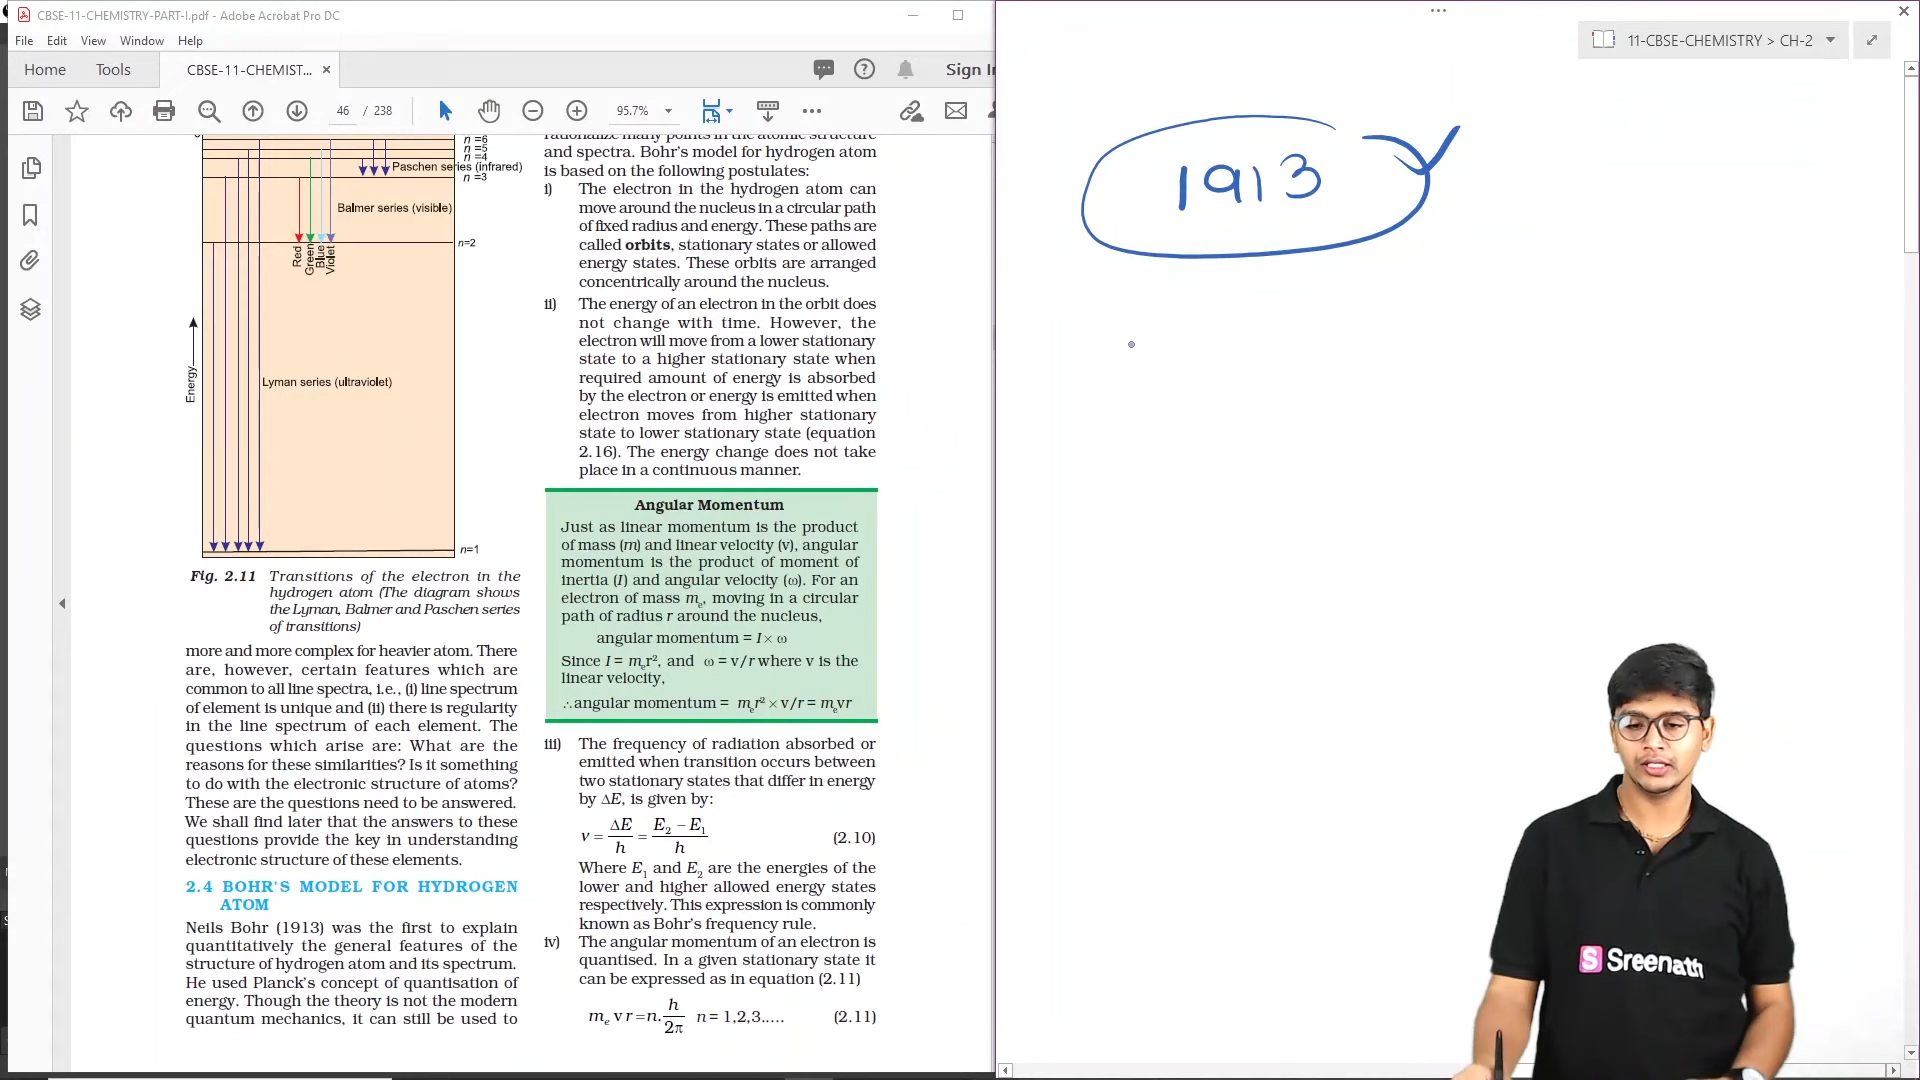 CBSE-11-CHEMISTRY-PART-I.pdf - Adobe Acrobat Pro DC
File Edit View Window Help
Home Tools CBSE-11-CHEMIST... × Sign In
46 / 238 95.7%
n =6
n =5
n =4
Paschen series (infrared)
n =3
Balmer series (visible)
n=2
Red
Green
Blue
Violet
Energy
Lyman series (ultraviolet)
n=1
Fig. 2.11 Transitions of the electron in the
hydrogen atom (The diagram shows
the Lyman, Balmer and Paschen series
of transitions)
more and more complex for heavier atom. There
are, however, certain features which are
common to all line spectra, i.e., (i) line spectrum
of element is unique and (ii) there is regularity
in the line spectrum of each element. The
questions which arise are: What are the
reasons for these similarities? Is it something
to do with the electronic structure of atoms?
These are the questions need to be answered.
We shall find later that the answers to these
questions provide the key in understanding
electronic structure of these elements.
2.4 BOHR'S MODEL FOR HYDROGEN
ATOM
Neils Bohr (1913) was the first to explain
quantitatively the general features of the
structure of hydrogen atom and its spectrum.
He used Planck's concept of quantisation of
energy. Though the theory is not the modern
quantum mechanics, it can still be used to
rationalize many points in the atomic structure
and spectra. Bohr's model for hydrogen atom
is based on the following postulates:
i) The electron in the hydrogen atom can
move around the nucleus in a circular path
of fixed radius and energy. These paths are
called orbits, stationary states or allowed
energy states. These orbits are arranged
concentrically around the nucleus.
ii) The energy of an electron in the orbit does
not change with time. However, the
electron will move from a lower stationary
state to a higher stationary state when
required amount of energy is absorbed
by the electron or energy is emitted when
electron moves from higher stationary
state to lower stationary state (equation
2.16). The energy change does not take
place in a continuous manner.
Angular Momentum
Just as linear momentum is the product
of mass (m) and linear velocity (v), angular
momentum is the product of moment of
inertia (I) and angular velocity (ω). For an
electron of mass mₑ, moving in a circular
path of radius r around the nucleus,
angular momentum = I × ω
Since I = mₑr², and ω = v/r where v is the
linear velocity,
∴angular momentum = mₑr² × v/r = mₑvr
iii) The frequency of radiation absorbed or
emitted when transition occurs between
two stationary states that differ in energy
by ΔE, is given by:
ν = ΔE/h = E₂ – E₁/h (2.10)
Where E₁ and E₂ are the energies of the
lower and higher allowed energy states
respectively. This expression is commonly
known as Bohr's frequency rule.
iv) The angular momentum of an electron is
quantised. In a given stationary state it
can be expressed as in equation (2.11)
mₑ v r =n. h/2π n = 1,2,3..... (2.11)
11-CBSE-CHEMISTRY > CH-2
1913
S Sreenath